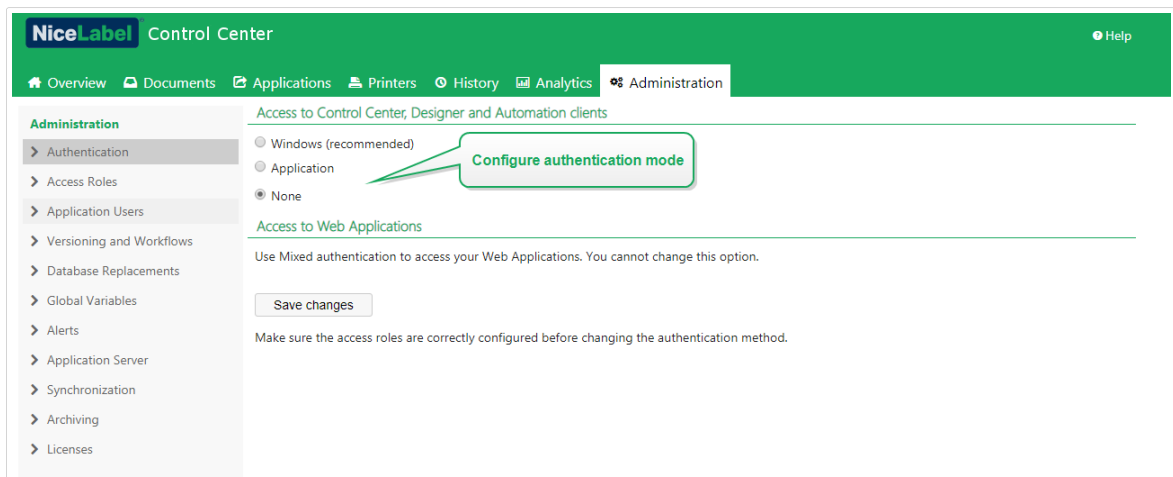 NiceLabel Control Center
Help
Overview Documents Applications Printers History Analytics Administration
Administration
Authentication
Access Roles
Application Users
Versioning and Workflows
Database Replacements
Global Variables
Alerts
Application Server
Synchronization
Archiving
Licenses
Access to Control Center, Designer and Automation clients
Windows (recommended)
Application
None
Configure authentication mode
Access to Web Applications
Use Mixed authentication to access your Web Applications. You cannot change this option.
Save changes
Make sure the access roles are correctly configured before changing the authentication method.